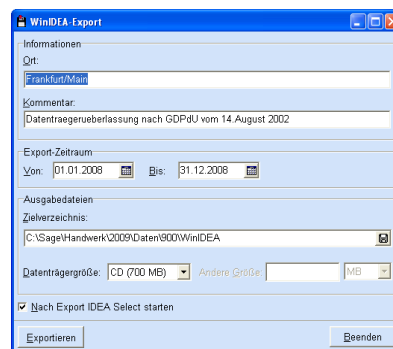 WinIDEA-Export
Informationen
Ort:
Frankfurt/Main
Kommentar:
Datentraegerueberlassung nach GDPdU vom 14.August 2002
Export-Zeitraum
Von: 01.01.2008 Bis: 31.12.2008
Ausgabedateien
Zielverzeichnis:
C:\Sage\Handwerk\2009\Daten\900\WinIDEA
Datenträgergröße: CD (700 MB) Andere Größe: MB
Nach Export IDEA Select starten
Exportieren Beenden